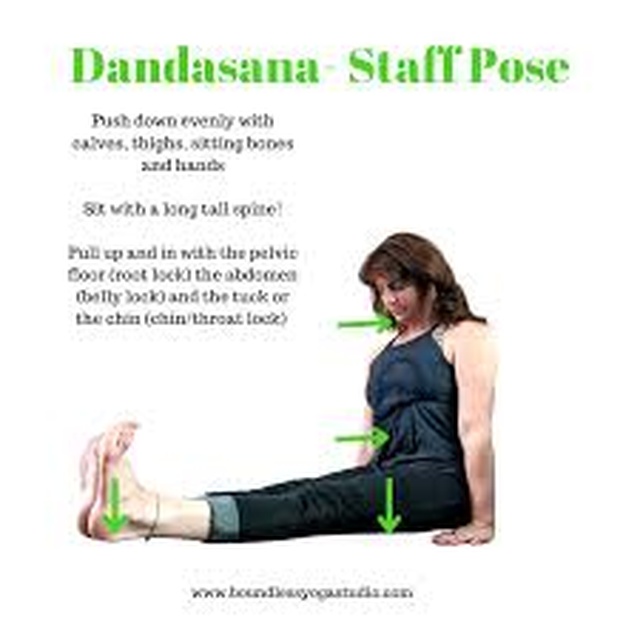 Dandasana- Staff Pose
Push down evenly with
calves, thighs, sitting bones
and hands
Sit with a long tall spine!
Pull up and in with the pelvic
floor (root lock) the abdomen
(belly lock) and the tuck or
the chin (chin/throat lock)
www.boundlessyogastudio.com